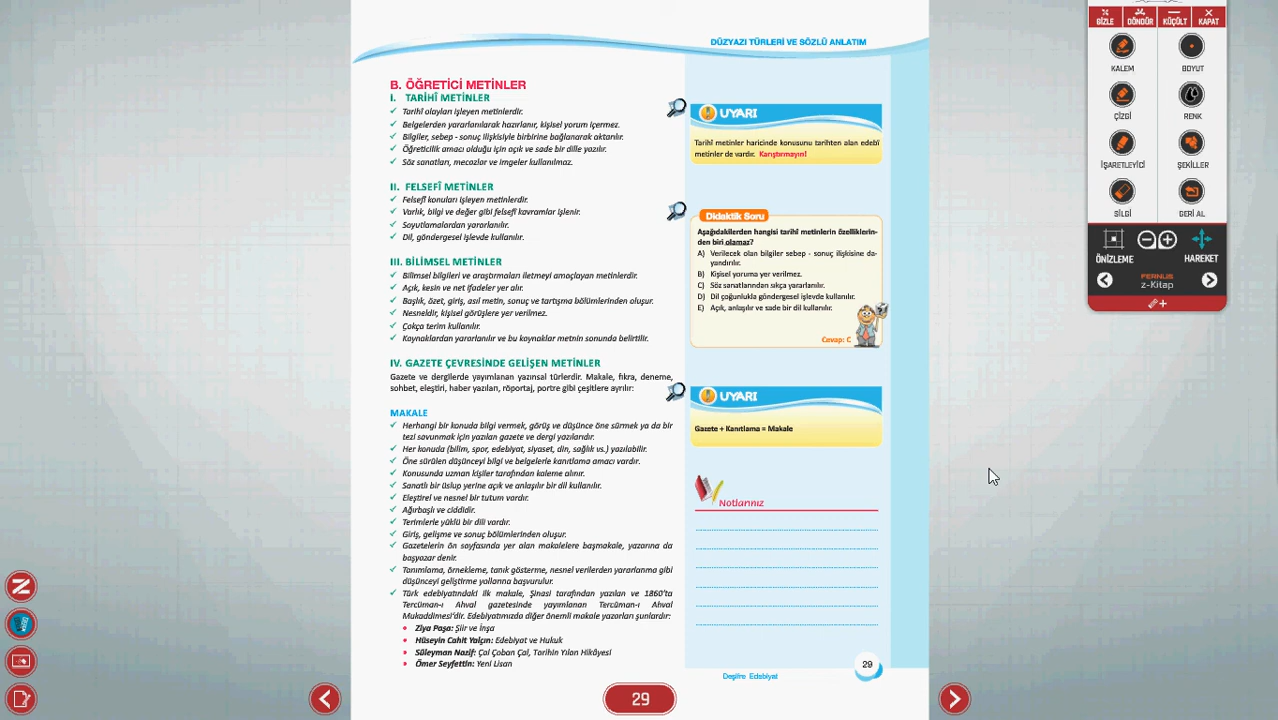 DÜZYAZI TÜRLERİ VE SÖZLÜ ANLATIM
B. ÖĞRETİCİ METİNLER
I. TARİHÎ METİNLER
✓ Tarihî olayları işleyen metinlerdir.
✓ Belgelerden yararlanılarak hazırlanır, kişisel yorum içermez.
✓ Bilgiler, sebep - sonuç ilişkisiyle birbirine bağlanarak aktarılır.
✓ Öğreticilik amacı olduğu için açık ve sade bir dille yazılır.
✓ Söz sanatları, mecazlar ve imgeler kullanılmaz.
II. FELSEFÎ METİNLER
✓ Felsefî konuları işleyen metinlerdir.
✓ Varlık, bilgi ve değer gibi felsefî kavramlar işlenir.
✓ Soyutlamalardan yararlanılır.
✓ Dil, göndergesel işlevde kullanılır.
III. BİLİMSEL METİNLER
✓ Bilimsel bilgileri ve araştırmaları iletmeyi amaçlayan metinlerdir.
✓ Açık, kesin ve net ifadeler yer alır.
✓ Başlık, özet, giriş, asıl metin, sonuç ve tartışma bölümlerinden oluşur.
✓ Nesneldir, kişisel görüşlere yer verilmez.
✓ Çokça terim kullanılır.
✓ Kaynaklardan yararlanılır ve bu kaynaklar metnin sonunda belirtilir.
IV. GAZETE ÇEVRESİNDE GELİŞEN METİNLER
Gazete ve dergilerde yayımlanan yazınsal türlerdir. Makale, fıkra, deneme,
sohbet, eleştiri, haber yazıları, röportaj, portre gibi çeşitlere ayrılır:
MAKALE
✓ Herhangi bir konuda bilgi vermek, görüş ve düşünce öne sürmek ya da bir
tezi savunmak için yazılan gazete ve dergi yazılarıdır.
✓ Her konuda (bilim, spor, edebiyat, siyaset, din, sağlık vs.) yazılabilir.
✓ Öne sürülen düşünceyi bilgi ve belgelerle kanıtlama amacı vardır.
✓ Konusunda uzman kişiler tarafından kaleme alınır.
✓ Sanatlı bir üslup yerine açık ve anlaşılır bir dil kullanılır.
✓ Eleştirel ve nesnel bir tutum vardır.
✓ Ağırbaşlı ve ciddidir.
✓ Terimlerle yüklü bir dili vardır.
✓ Giriş, gelişme ve sonuç bölümlerinden oluşur.
✓ Gazetelerin ön sayfasında yer alan makalelere başmakale, yazarına da
başyazar denir.
✓ Tanımlama, örnekleme, tanık gösterme, nesnel verilerden yararlanma gibi
düşünceyi geliştirme yollarına başvurulur.
✓ Türk edebiyatındaki ilk makale, Şinasi tarafından yazılan ve 1860'ta
Tercüman-ı Ahval gazetesinde yayımlanan Tercüman-ı Ahval
Mukaddimesi'dir. Edebiyatımızda diğer önemli makale yazarları şunlardır:
• Ziya Paşa: Şiir ve İnşa
• Hüseyin Cahit Yalçın: Edebiyat ve Hukuk
• Süleyman Nazif: Çal Çoban Çal, Tarihin Yılan Hikâyesi
• Ömer Seyfettin: Yeni Lisan
UYARI
Tarihî metinler haricinde konusunu tarihten alan edebî
metinler de vardır. Karıştırmayın!
Didaktik Soru
Aşağıdakilerden hangisi tarihî metinlerin özelliklerin-
den biri olamaz?
A) Verilecek olan bilgiler sebep - sonuç ilişkisine da-
yandırılır.
B) Kişisel yoruma yer verilmez.
C) Söz sanatlarından sıkça yararlanılır.
D) Dil çoğunlukla göndergesel işlevde kullanılır.
E) Açık, anlaşılır ve sade bir dil kullanılır.
Cevap: C
UYARI
Gazete + Kanıtlama = Makale
Notlarınız
29
Deşifre Edebiyat
29
GİZLE DÖNDÜR KÜÇÜLT KAPAT
KALEM BOYUT
ÇİZGİ RENK
İŞARETLEYİCİ ŞEKİLLER
SİLGİ GERİ AL
ÖNİZLEME HAREKET
FERNUS
z-Kitap